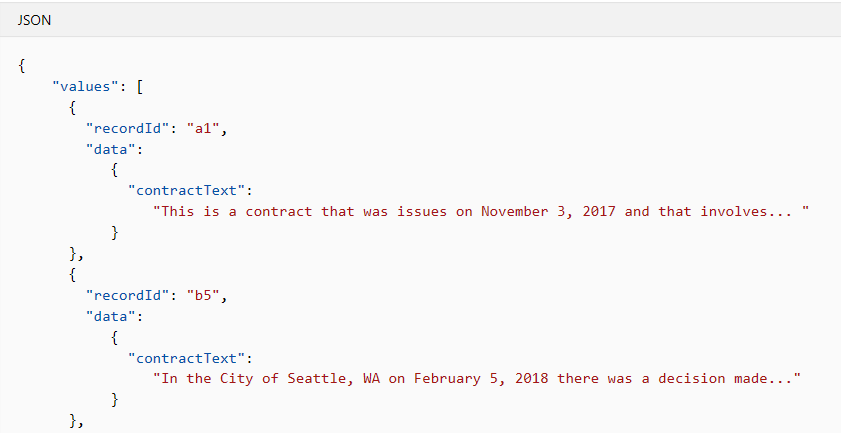 JSON
{
"values": [
{
"recordId": "a1",
"data":
{
"contractText":
"This is a contract that was issues on November 3, 2017 and that involves... "
}
},
{
"recordId": "b5",
"data":
{
"contractText":
"In the City of Seattle, WA on February 5, 2018 there was a decision made..."
}
},